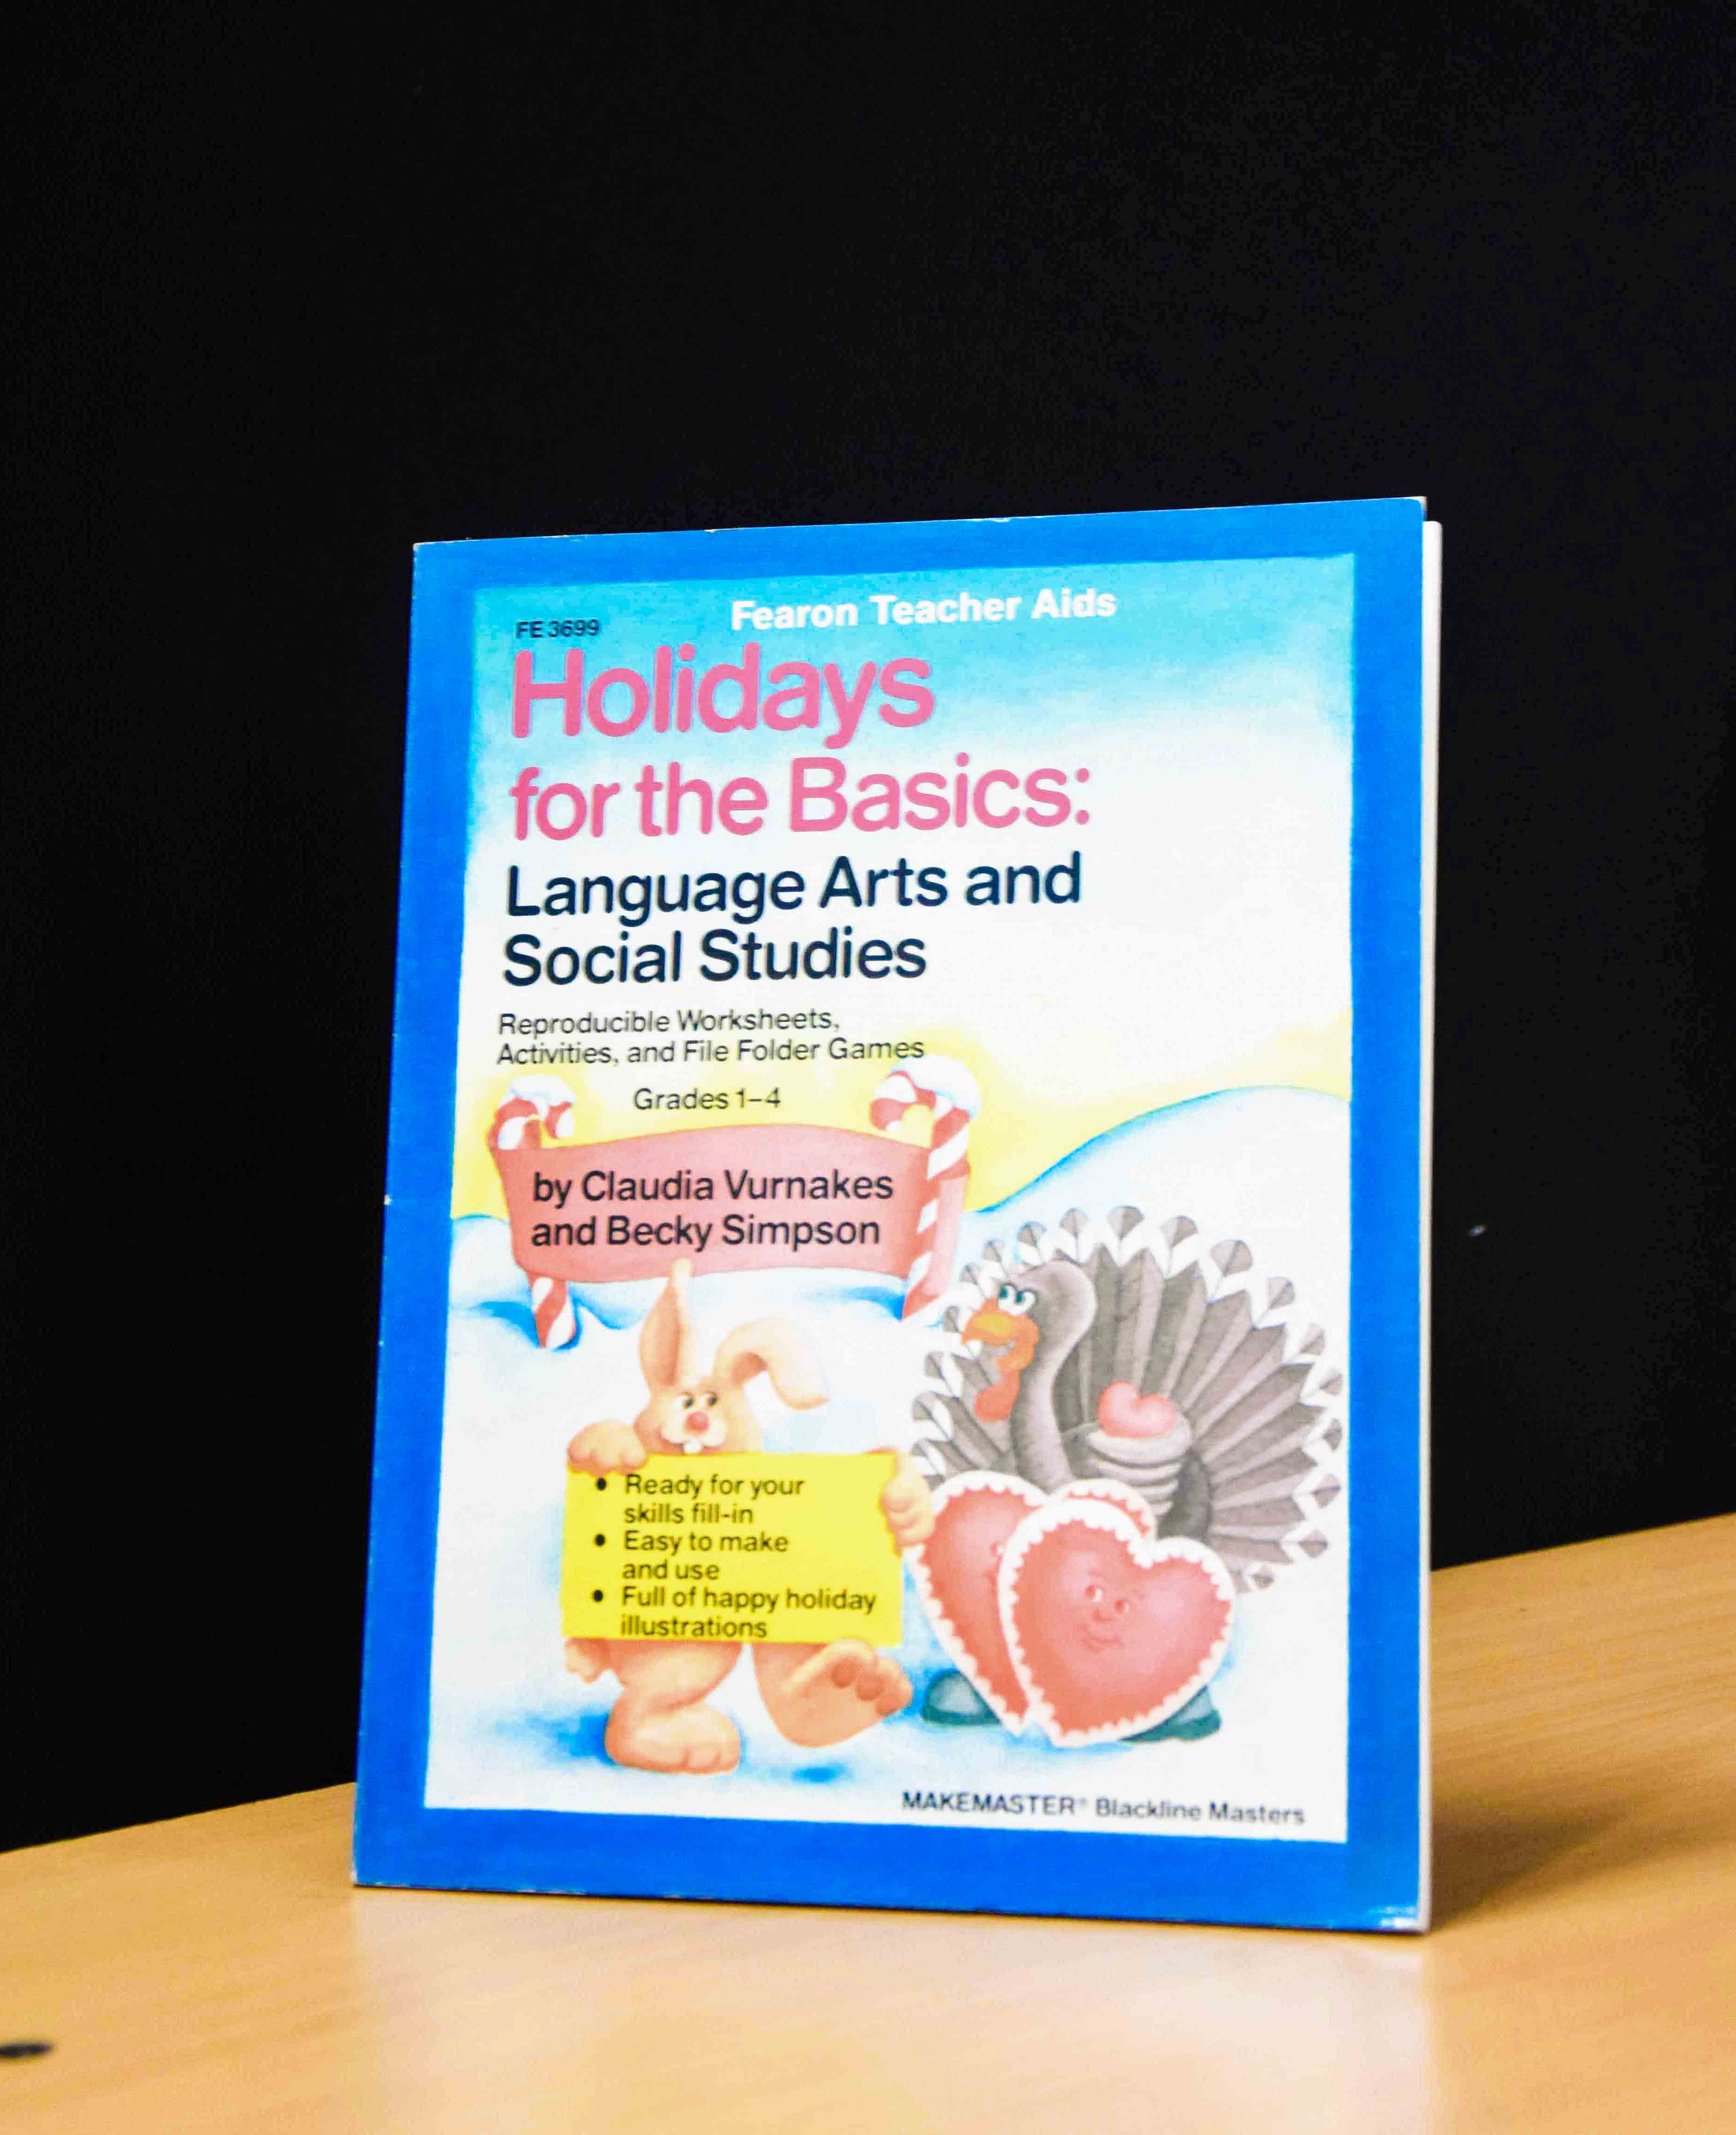 Fearon Teacher Aids
FE 3699
Holidays
for the Basics:
Language Arts and
Social Studies
Reproducible Worksheets,
Activities, and File Folder Games
Grades 1–4
by Claudia Vurnakes
and Becky Simpson
• Ready for your
skills fill-in
• Easy to make
and use
• Full of happy holiday
illustrations
MAKEMASTER® Blackline Masters